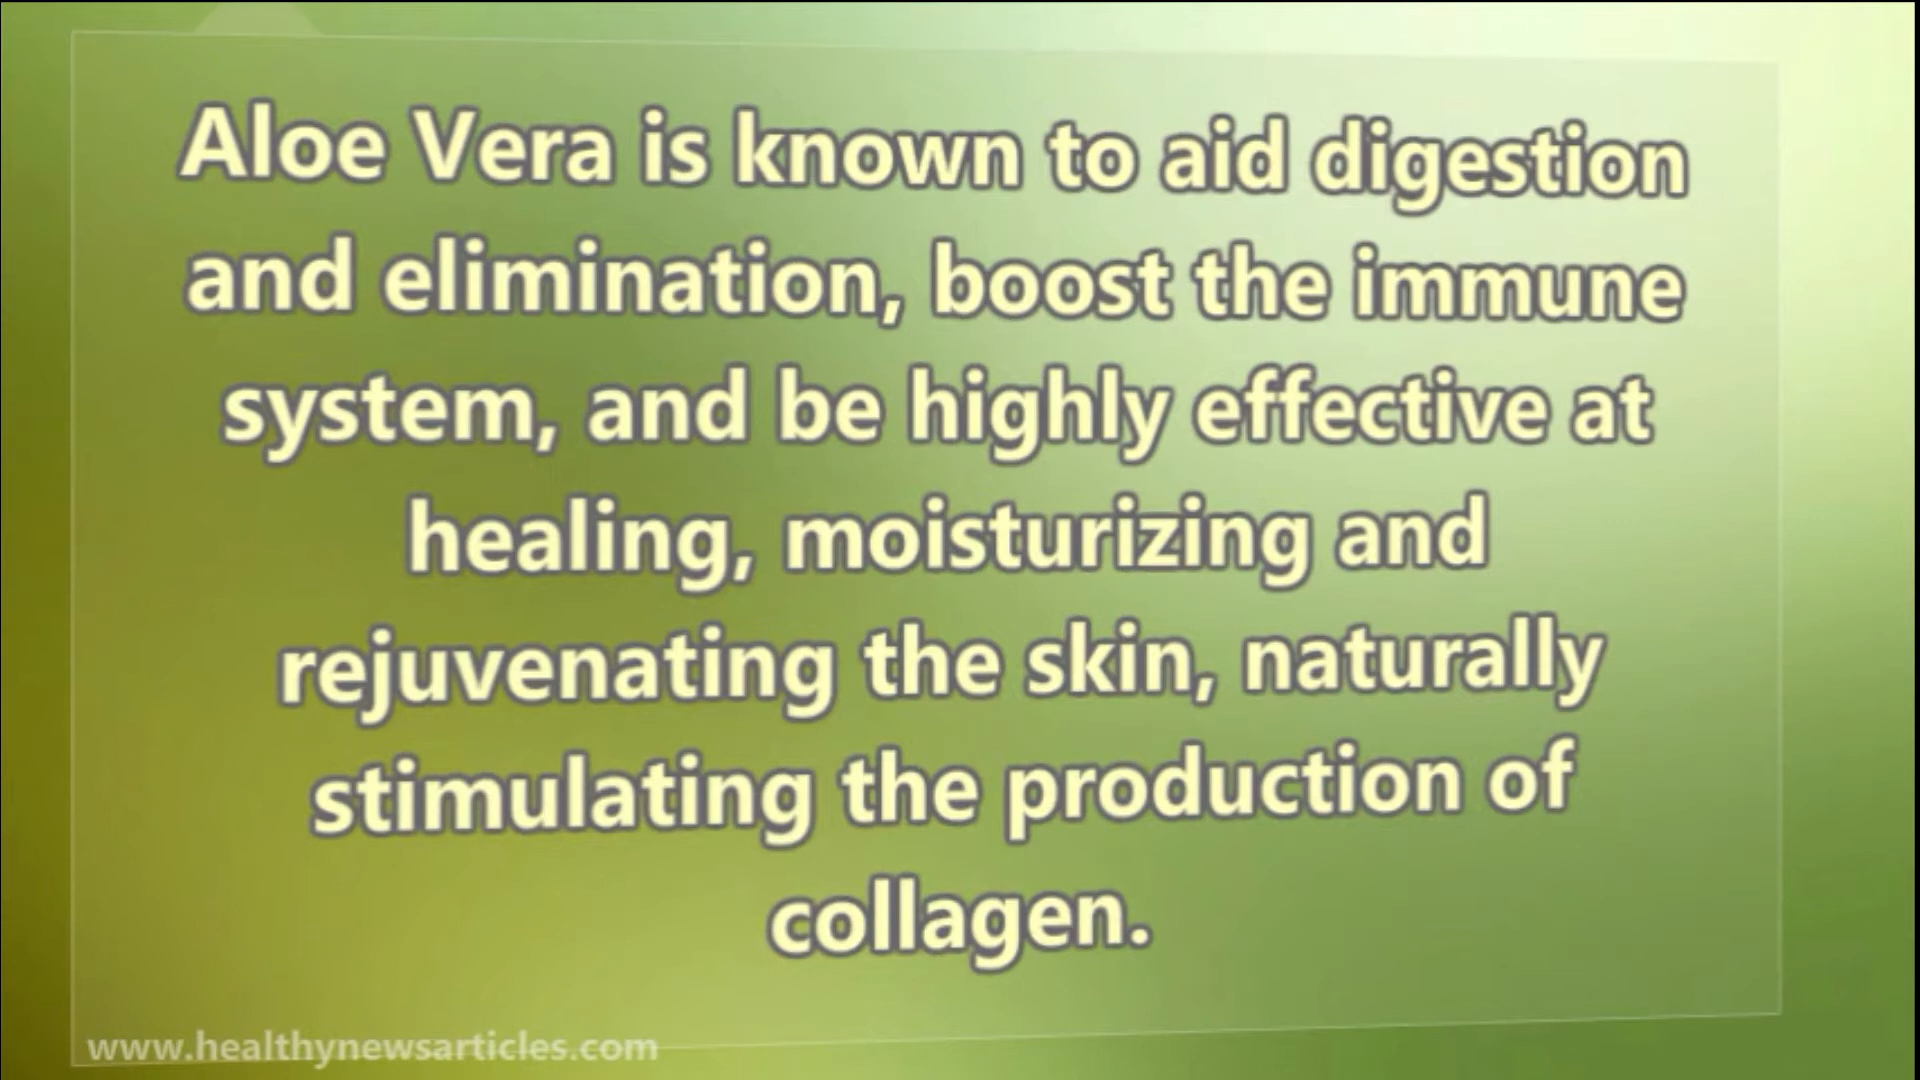 Aloe Vera is known to aid digestion
and elimination, boost the immune
system, and be highly effective at
healing, moisturizing and
rejuvenating the skin, naturally
stimulating the production of
collagen.
www.healthynewsarticles.com